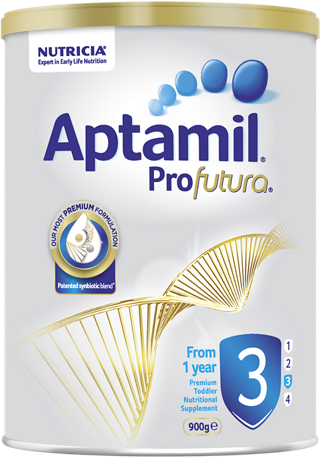 NUTRICIA
Expert in Early Life Nutrition
Aptamil®
Profutura®
OUR MOST PREMIUM FORMULATION
Patented synbiotic blend^
From
1 year
Premium
Toddler
Nutritional
Supplement
900g℮
3
1
2
3
4